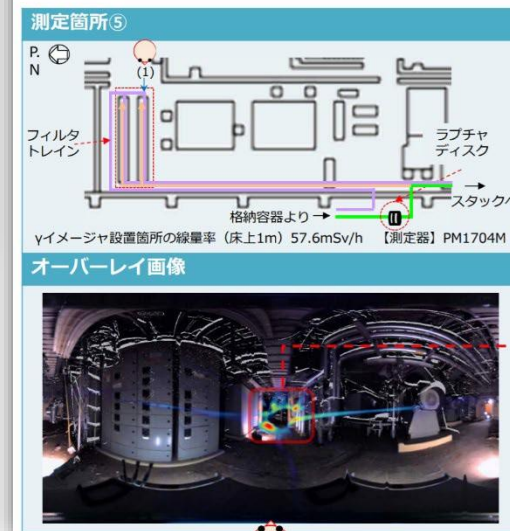 測定箇所⑤
P.
N
(1)
フィルタ
トレイン
ラプチャ
ディスク
スタックへ
格納容器より→
γイメージャ設置箇所の線量率（床上1m）57.6mSv/h 【測定器】PM1704M
オーバーレイ画像